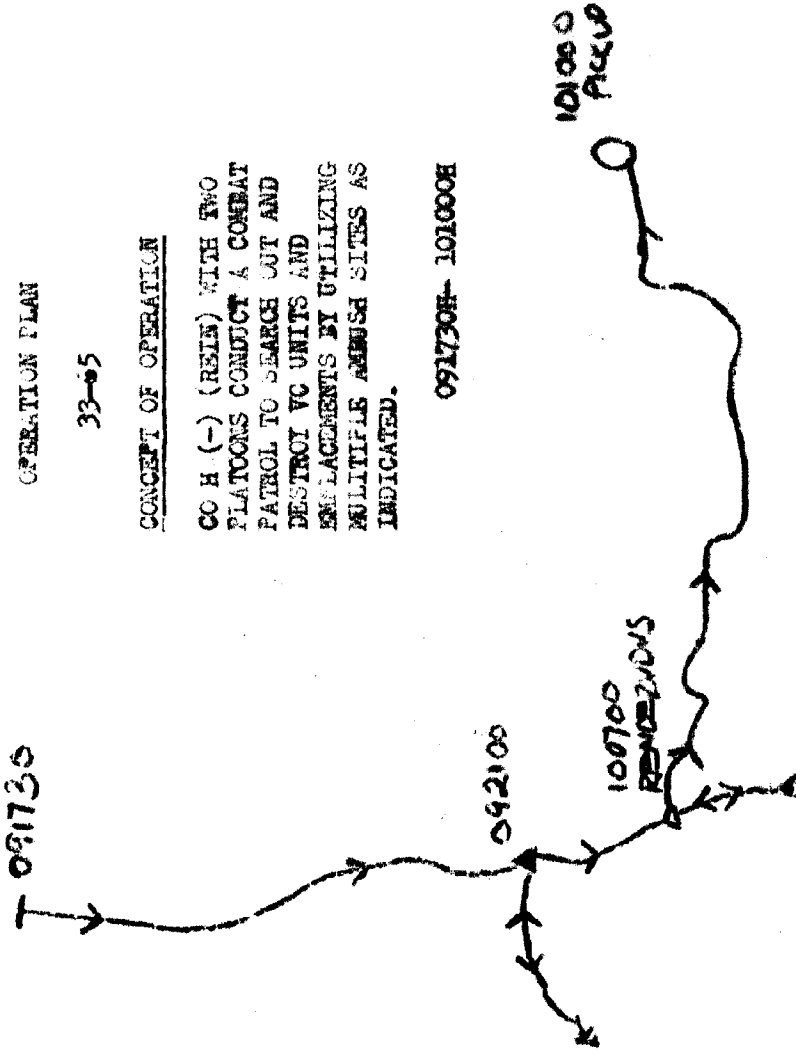 OPERATION PLAN
33-65
CONCEPT OF OPERATION
CO H (-) (REIN) WITH TWO
PLATOONS CONDUCT A COMBAT
PATROL TO SEARCH OUT AND
DESTROY VC UNITS AND
EMPLACEMENTS BY UTILIZING
MULITIPLE AMBUSH SITES AS
INDICATED.
091730H- 101000H
091730
092100
100700
RENDEZVOUS
101000
PICKUP